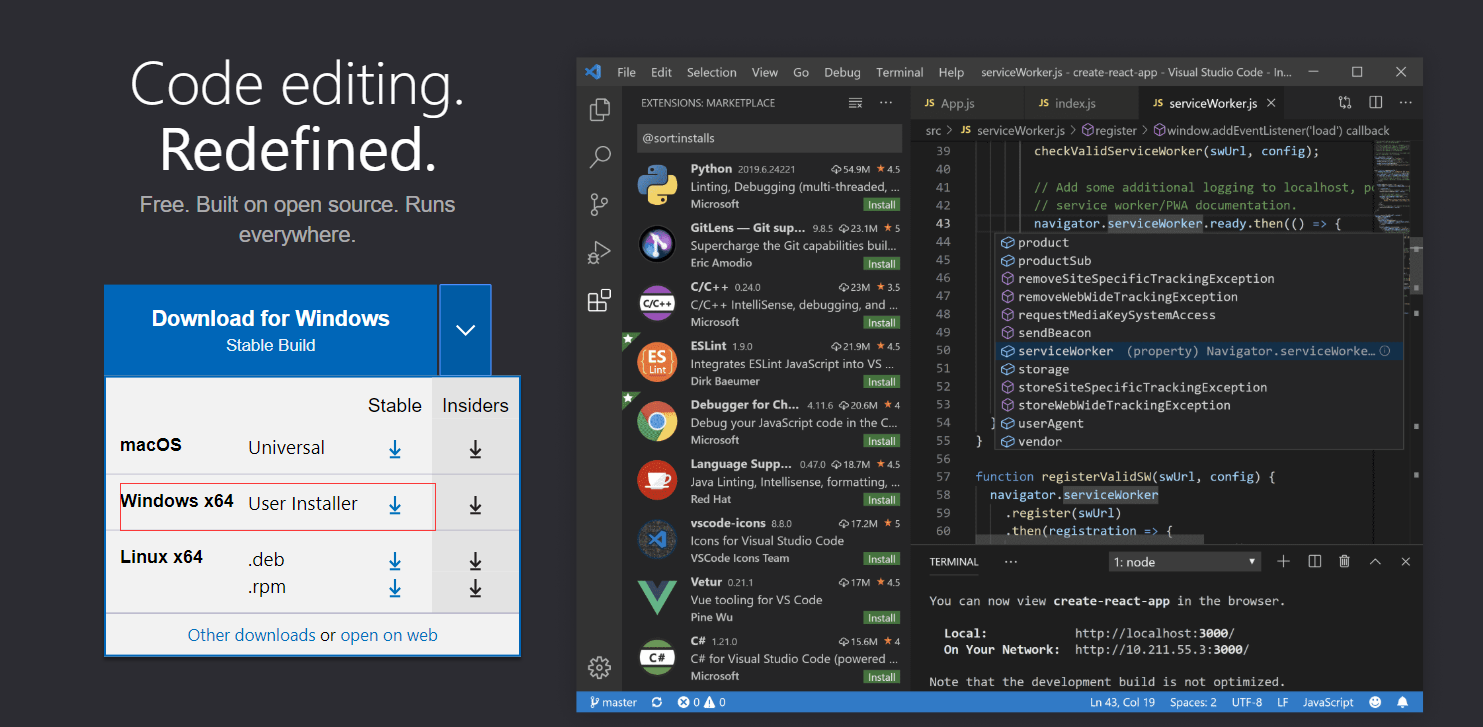 Code editing.
Redefined.
Free. Built on open source. Runs
everywhere.
Download for Windows
Stable Build
Stable Insiders
macOS Universal
Windows x64 User Installer
Linux x64 .deb
.rpm
Other downloads or open on web
File Edit Selection View Go Debug Terminal Help serviceWorker.js - create-react-app - Visual Studio Code - In...
EXTENSIONS: MARKETPLACE
@sort:installs
Python 2019.6.24221 54.9M 4.5
Linting, Debugging (multi-threaded, ...
Microsoft Install
GitLens — Git sup... 9.8.5 23.1M 5
Supercharge the Git capabilities buil...
Eric Amodio Install
C/C++
C/C++ 0.24.0 23M 3.5
C/C++ IntelliSense, debugging, and ...
Microsoft Install
ES
Lint
ESLint 1.9.0 21.9M 4.5
Integrates ESLint JavaScript into VS ...
Dirk Baeumer Install
Debugger for Ch... 4.11.6 20.6M 4
Debug your JavaScript code in the C...
Microsoft Install
Language Supp... 0.47.0 18.7M 4.5
Java Linting, Intellisense, formatting, ...
Red Hat Install
vscode-icons 8.8.0 17.2M 5
Icons for Visual Studio Code
VSCode Icons Team Install
Vetur 0.21.1 17M 4.5
Vue tooling for VS Code
Pine Wu Install
C#
C# 1.21.0 15.6M 4
C# for Visual Studio Code (powered ...
Microsoft Install
JS App.js JS index.js JS serviceWorker.js
src > JS serviceWorker.js > register > window.addEventListener('load') callback
39 checkValidServiceWorker(swUrl, config);
40
41 // Add some additional logging to localhost, p
42 // service worker/PWA documentation.
43 navigator.serviceWorker.ready.then(() => {
44 product
45 productSub
46 removeSiteSpecificTrackingException
47 removeWebWideTrackingException
48 requestMediaKeySystemAccess
49 sendBeacon
50 serviceWorker (property) Navigator.serviceWorke...
51 storage
52 storeSiteSpecificTrackingException
53 storeWebWideTrackingException
54 } userAgent
55 } vendor
56
57 function registerValidSW(swUrl, config) {
58 navigator.serviceWorker
59 .register(swUrl)
60 .then(registration => {
TERMINAL ... 1: node
You can now view create-react-app in the browser.
Local: http://localhost:3000/
On Your Network: http://10.211.55.3:3000/
Note that the development build is not optimized.
master 0 0 Ln 43, Col 19 Spaces: 2 UTF-8 LF JavaScript